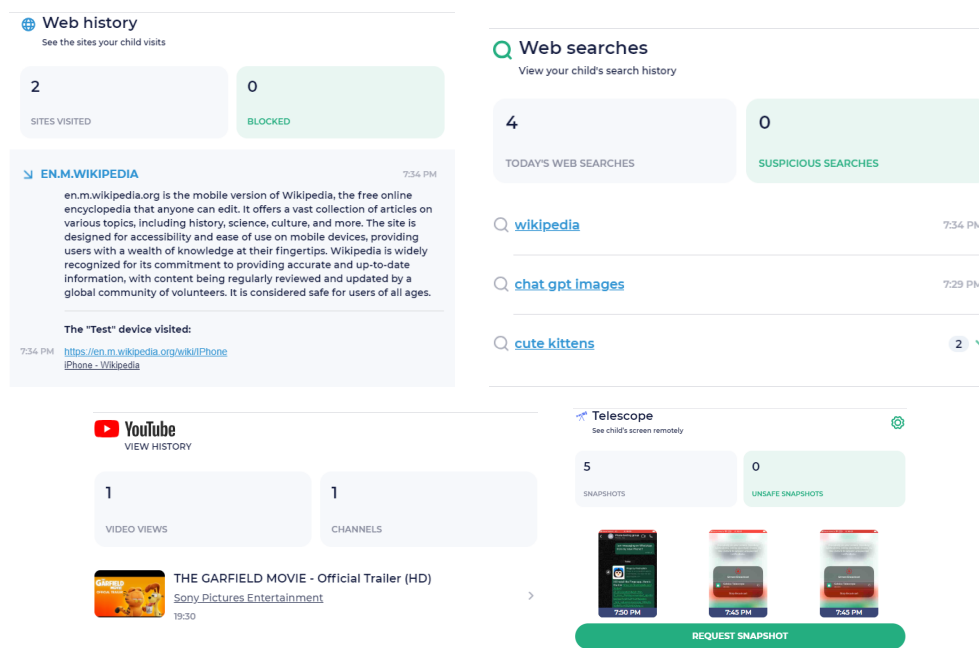 Web history
See the sites your child visits
2
SITES VISITED
0
BLOCKED
EN.M.WIKIPEDIA
7:34 PM
en.m.wikipedia.org is the mobile version of Wikipedia, the free online
encyclopedia that anyone can edit. It offers a vast collection of articles on
various topics, including history, science, culture, and more. The site is
designed for accessibility and ease of use on mobile devices, providing
users with a wealth of knowledge at their fingertips. Wikipedia is widely
recognized for its commitment to providing accurate and up-to-date
information, with content being regularly reviewed and updated by a
global community of volunteers. It is considered safe for users of all ages.
The "Test" device visited:
7:34 PM https://en.m.wikipedia.org/wiki/IPhone
iPhone - Wikipedia
Web searches
View your child's search history
4
TODAY'S WEB SEARCHES
0
SUSPICIOUS SEARCHES
wikipedia 7:34 PM
chat gpt images 7:29 PM
cute kittens 2
YouTube
VIEW HISTORY
1
VIDEO VIEWS
1
CHANNELS
THE GARFIELD MOVIE - Official Trailer (HD)
Sony Pictures Entertainment
19:30
Telescope
See child's screen remotely
5
SNAPSHOTS
0
UNSAFE SNAPSHOTS
7:50 PM 7:45 PM 7:45 PM
REQUEST SNAPSHOT